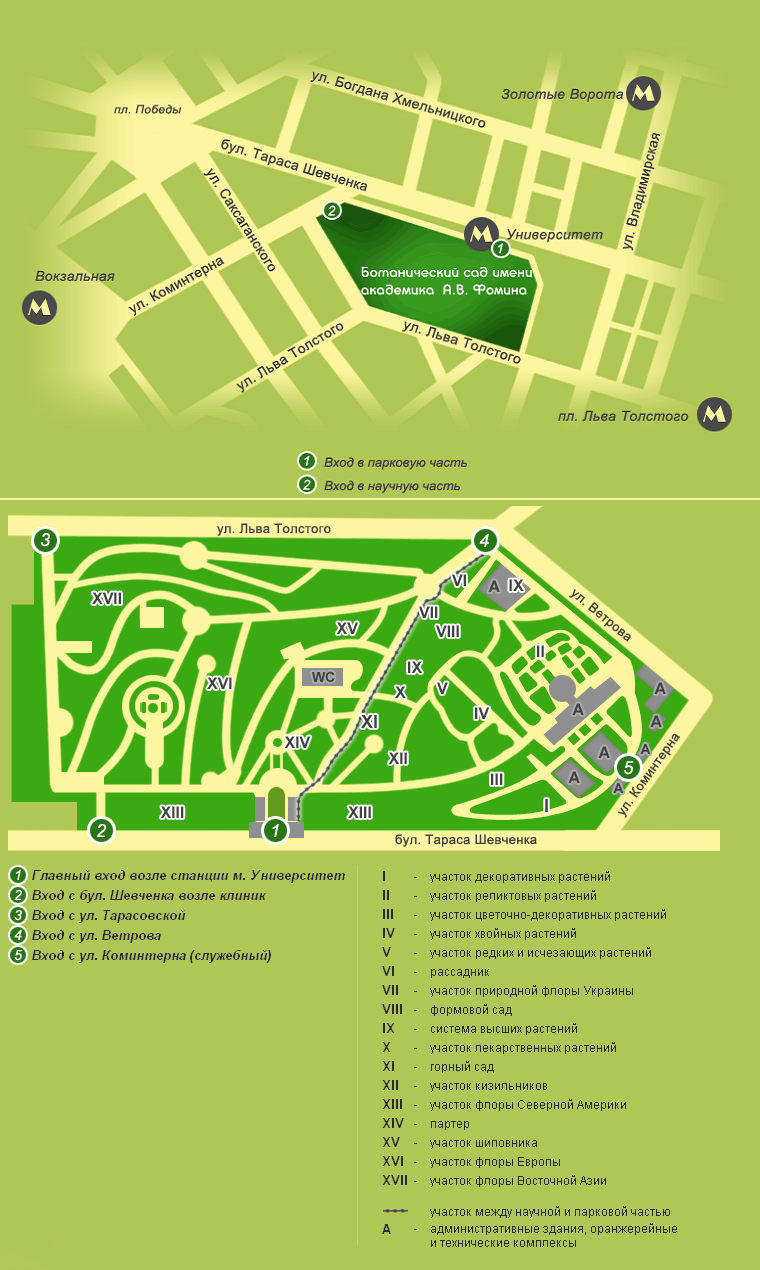 ул. Богдана Хмельницкого
Золотые Ворота
М
пл. Победы
бул. Тараса Шевченка
ул. Саксаганского
ул. Владимирская
2
М
Университет
1
Ботанический сад имени
академика А.В. Фомина
Вокзальная
М
ул. Коминтерна
ул. Льва Толстого
ул. Льва Толстого
пл. Льва Толстого
М
1 Вход в парковую часть
2 Вход в научную часть
ул. Льва Толстого
3
4
VI
A
IX
XVII
VII
VIII
ул. Ветрова
XV
II
IX
WC
XVI
X
V
A
A
IV
XI
A
A
XIV
XII
A
A
5
ул. Коминтерна
III
A
A
I
XIII
XIII
2
1
бул. Тараса Шевченка
1 Главный вход возле станции м. Университет
2 Вход с бул. Шевченка возле клиник
3 Вход с ул. Тарасовской
4 Вход с ул. Ветрова
5 Вход с ул. Коминтерна (служебный)
I - участок декоративных растений
II - участок реликтовых растений
III - участок цветочно-декоративных растений
IV - участок хвойных растений
V - участок редких и исчезающих растений
VI - рассадник
VII - участок природной флоры Украины
VIII - формовой сад
IX - система высших растений
X - участок лекарственных растений
XI - горный сад
XII - участок кизильников
XIII - участок флоры Северной Америки
XIV - партер
XV - участок шиповника
XVI - участок флоры Европы
XVII - участок флоры Восточной Азии
участок между научной и парковой частью
A - административные здания, оранжерейные
и технические комплексы